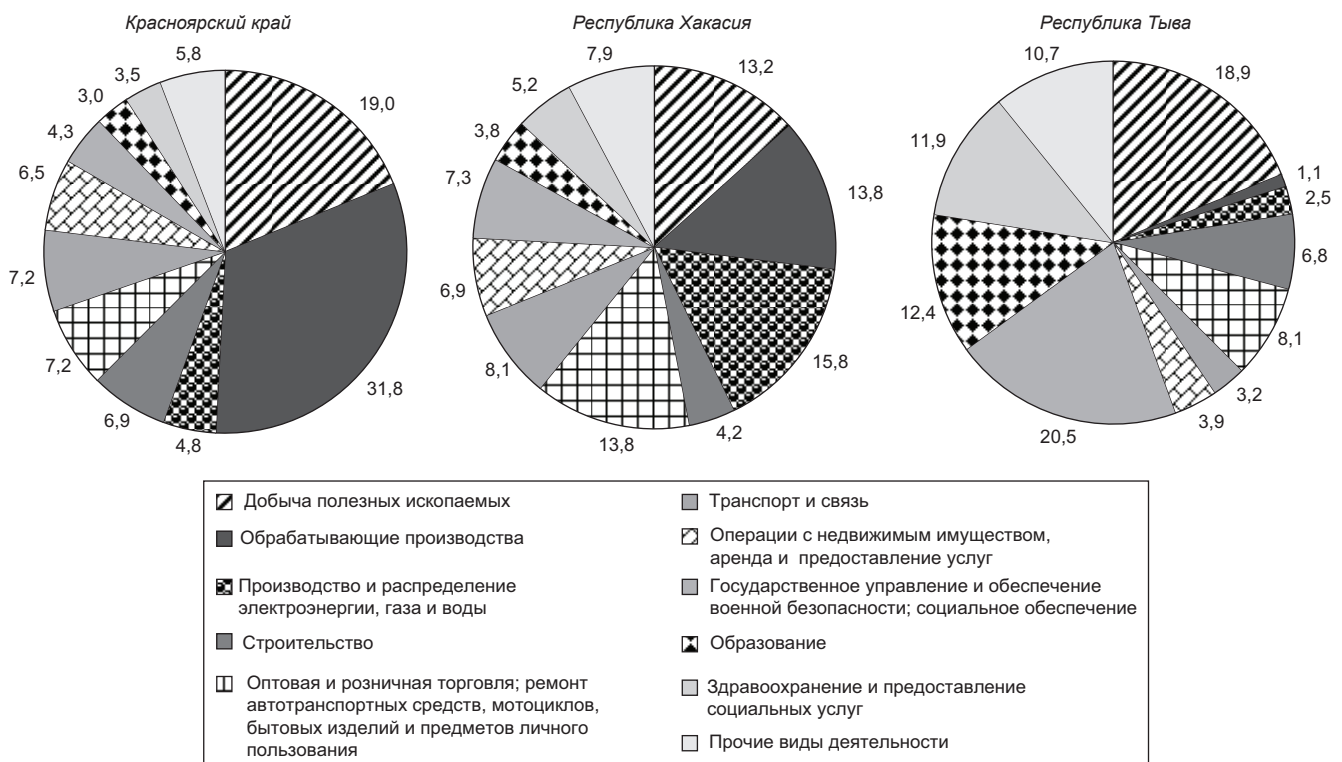 Красноярский край
5,8
19,0
3,5
3,0
4,3
6,5
7,2
7,2
6,9
4,8
31,8
Республика Хакасия
7,9
13,2
5,2
3,8
7,3
6,9
8,1
13,8
4,2
15,8
13,8
Республика Тыва
10,7
18,9
11,9
1,1
2,5
6,8
12,4
8,1
3,2
3,9
20,5
Добыча полезных ископаемых
Обрабатывающие производства
Производство и распределение
электроэнергии, газа и воды
Строительство
Оптовая и розничная торговля; ремонт
автотранспортных средств, мотоциклов,
бытовых изделий и предметов личного
пользования
Транспорт и связь
Операции с недвижимым имуществом,
аренда и предоставление услуг
Государственное управление и обеспечение
военной безопасности; социальное обеспечение
Образование
Здравоохранение и предоставление
социальных услуг
Прочие виды деятельности